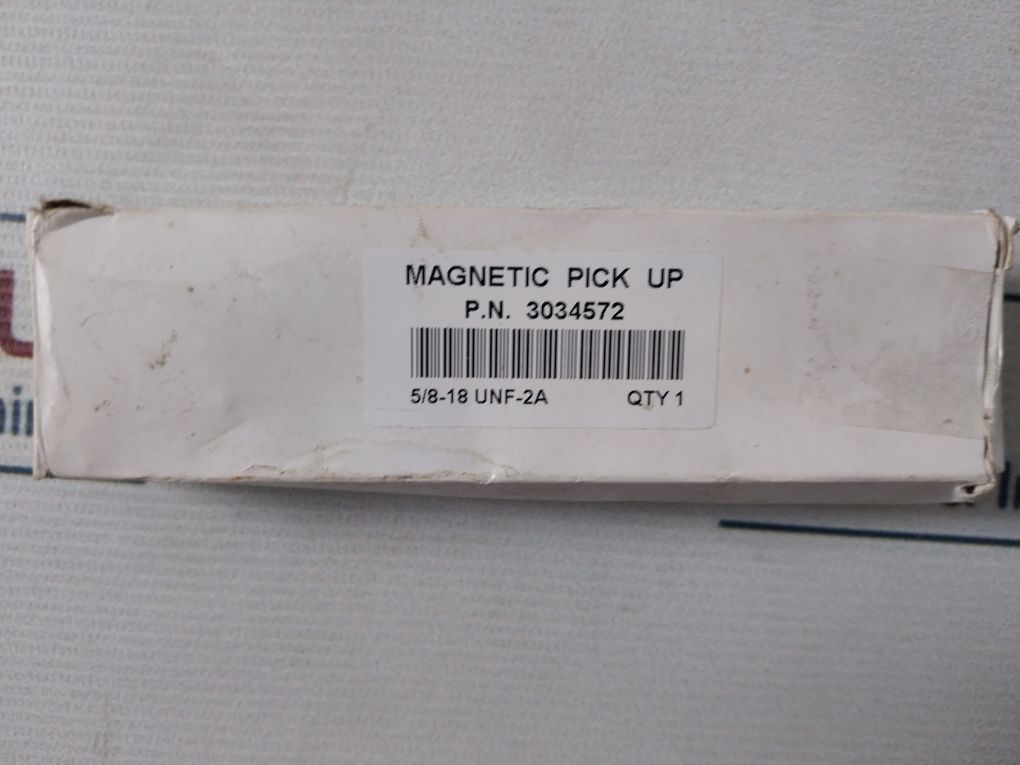 MAGNETIC PICK UP
P.N. 3034572
5/8-18 UNF-2A QTY 1